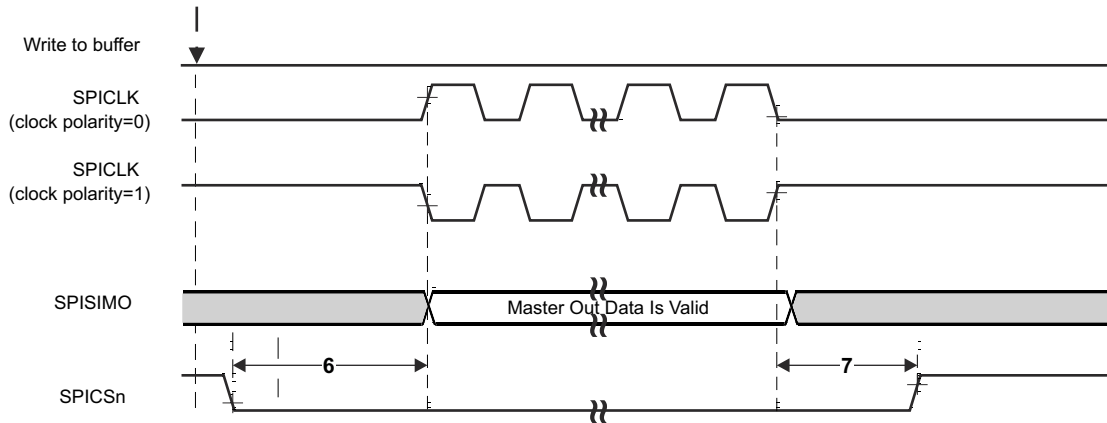 Write to buffer
SPICLK
(clock polarity=0)
SPICLK
(clock polarity=1)
SPISIMO
Master Out Data Is Valid
6
7
SPICSn